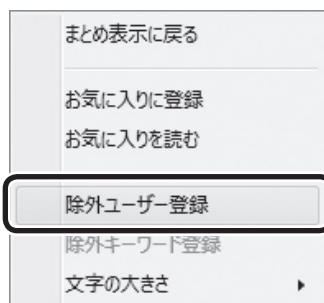 まとめ表示に戻る
お気に入りに登録
お気に入りを読む
除外ユーザー登録
除外キーワード登録
文字の大きさ